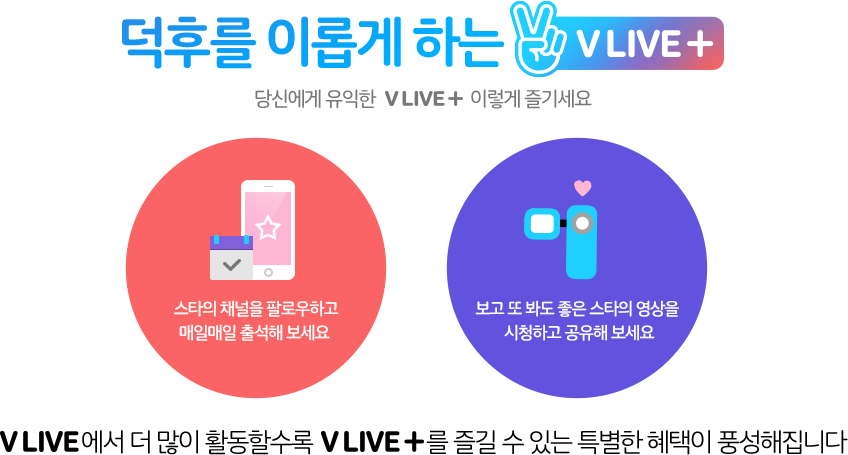 덕후를 이롭게 하는 V LIVE+
당신에게 유익한 V LIVE+ 이렇게 즐기세요
스타의 채널을 팔로우하고
매일매일 출석해 보세요
보고 또 봐도 좋은 스타의 영상을
시청하고 공유해 보세요
V LIVE에서 더 많이 활동할수록 V LIVE+를 즐길 수 있는 특별한 혜택이 풍성해집니다